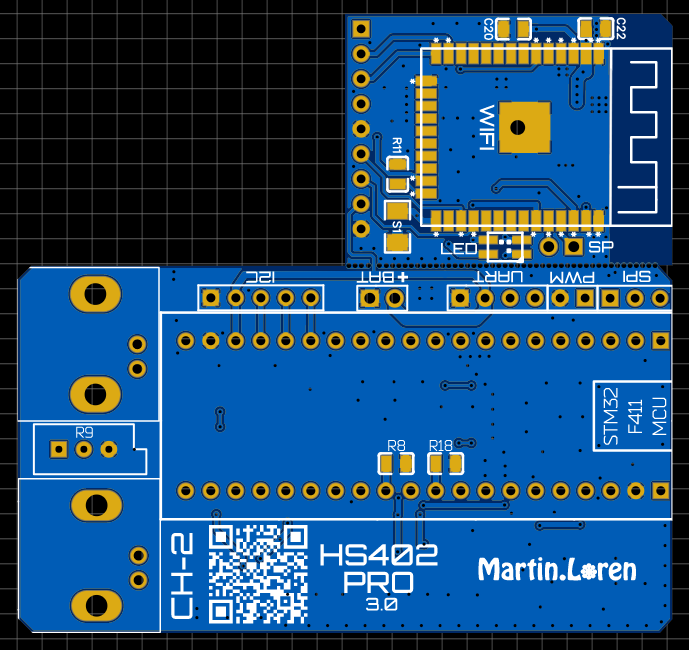 C20
C22
WIFI
R11
S1
LED
SP
I2C
BAT+
UART
PWM
SPI
STM32
F411
MCU
R9
R8
R18
CH-2
HS402
PRO
3.0
Martin.Loren